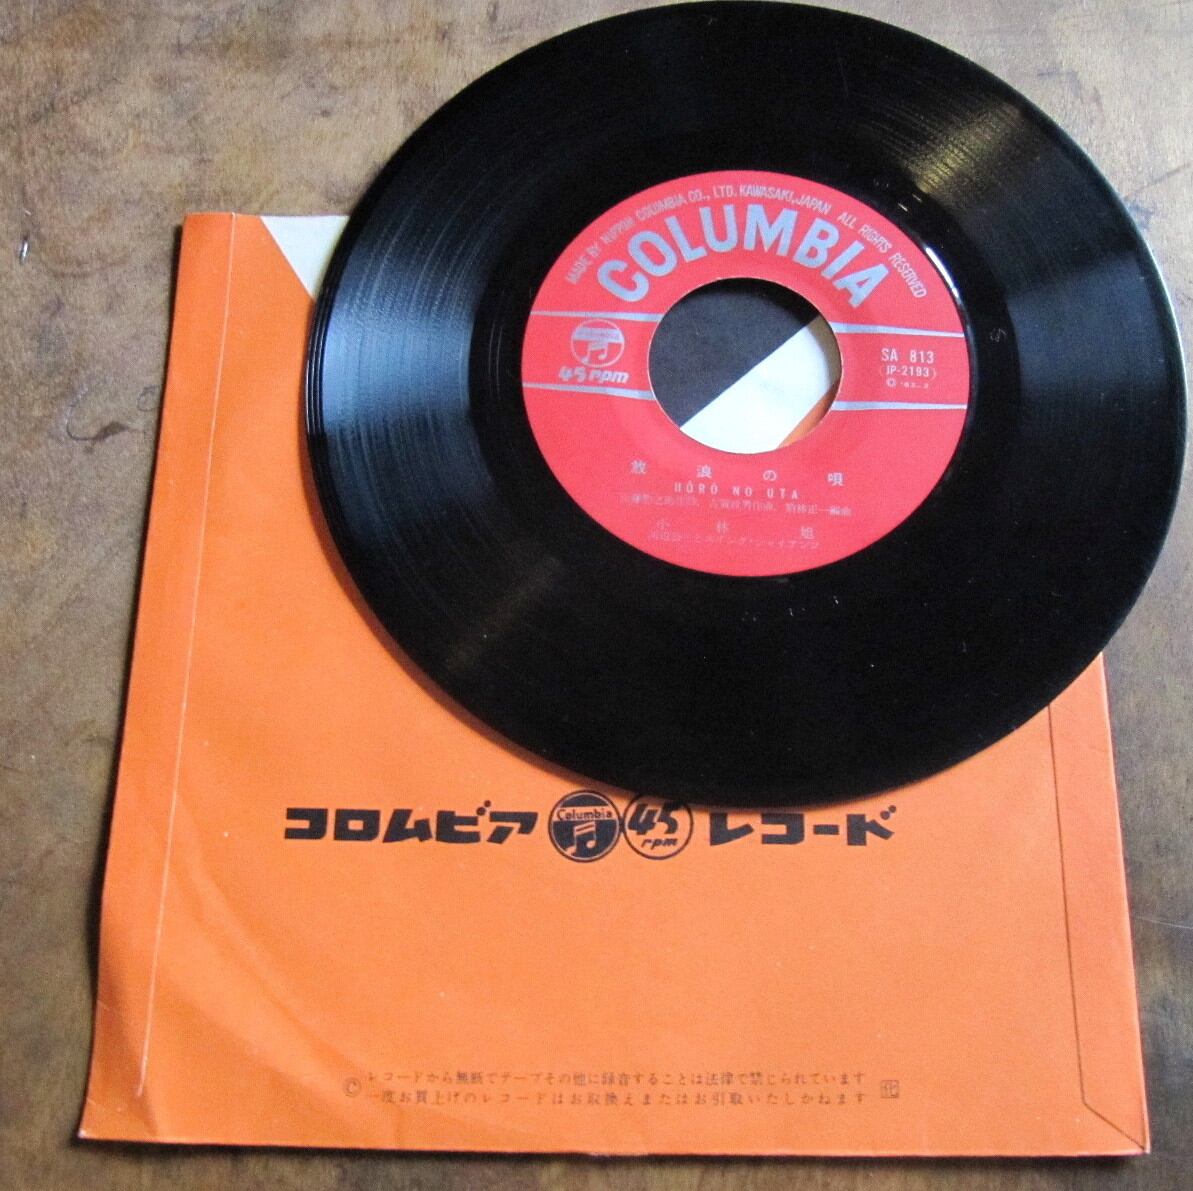 MADE BY NIPPON COLUMBIA CO., LTD. KAWASAKI, JAPAN ALL RIGHTS RESERVED
COLUMBIA
45 rpm
SA 813
(JP-2193)
放浪の唄
HŌRŌ NO UTA
小林旭
コロムビア Columbia 45 rpm レコード
Ⓒ レコードから無断でテープその他に録音することは法律で禁じられています
一度お買上げのレコードはお取換えまたはお引取いたしかねます